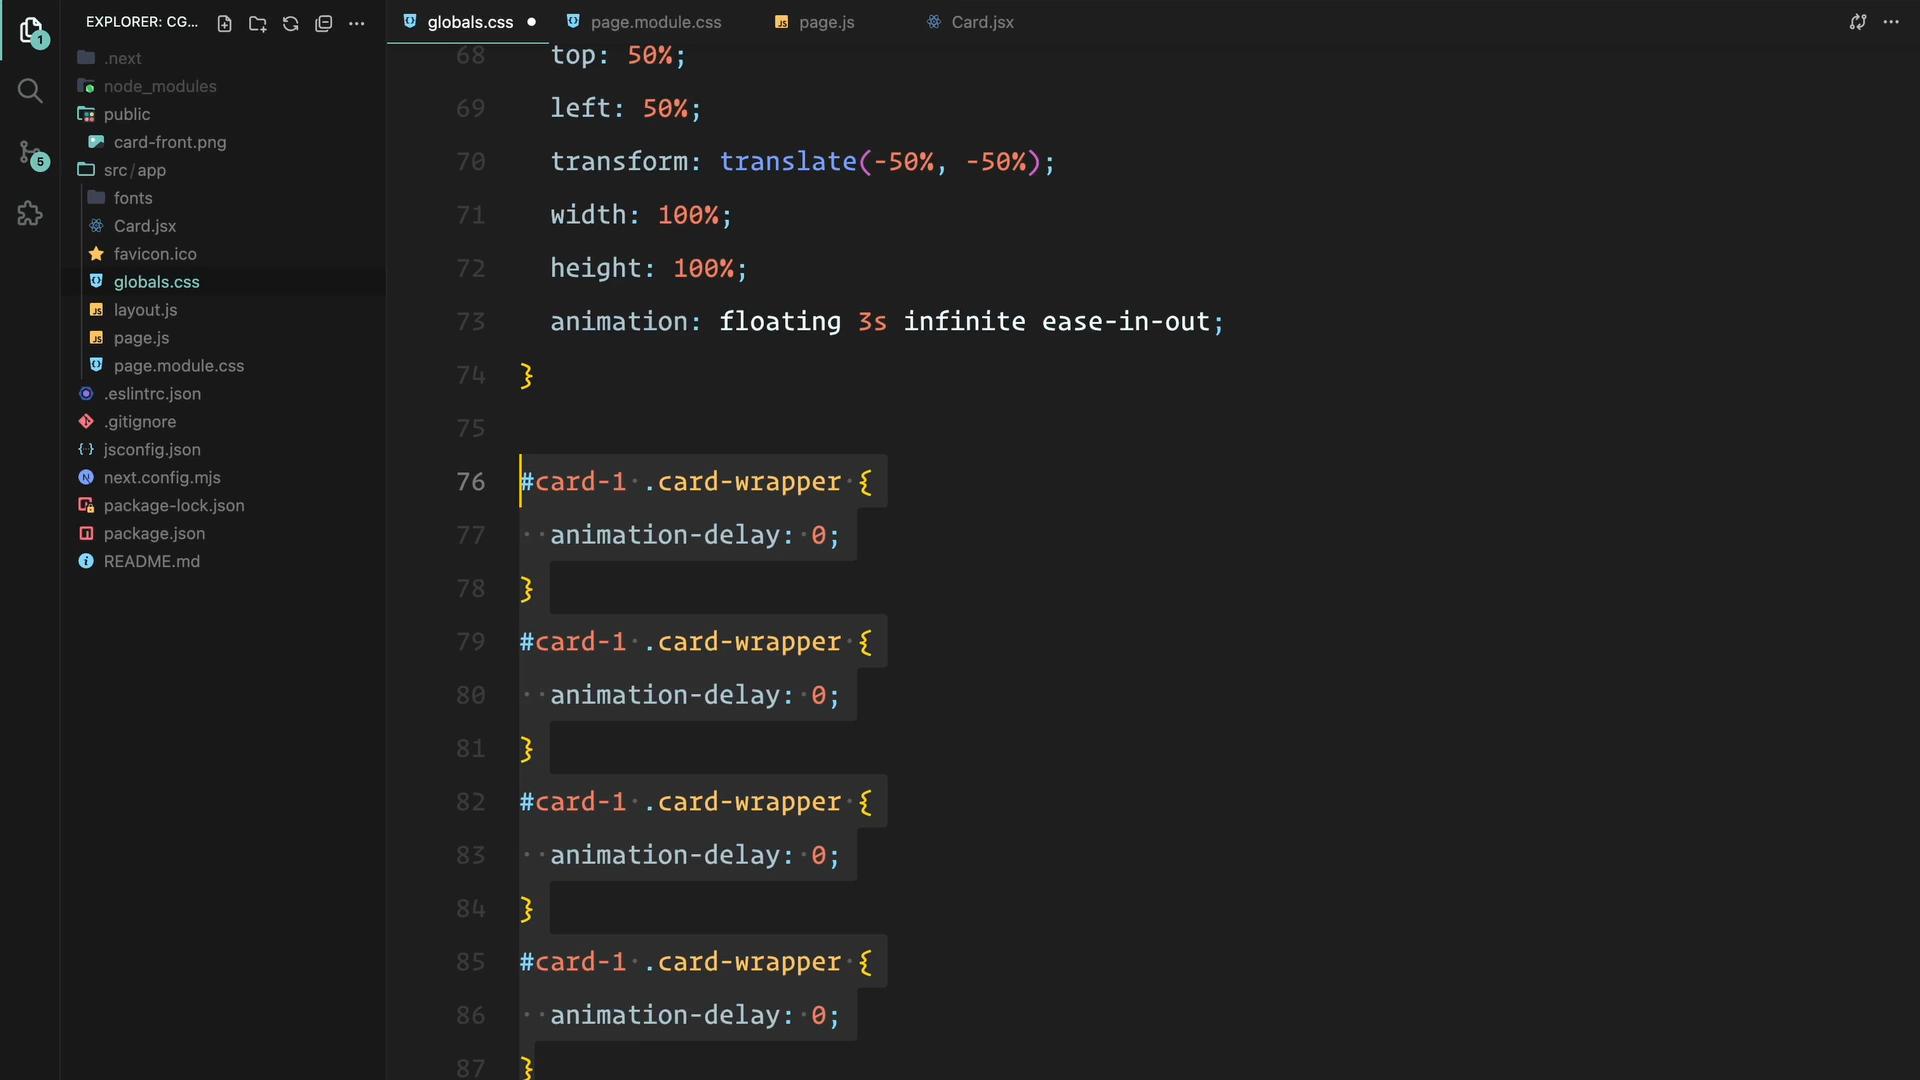 EXPLORER: CG...
globals.css
page.module.css
page.js
Card.jsx
1
5
.next
node_modules
public
card-front.png
src/app
fonts
Card.jsx
favicon.ico
globals.css
layout.js
page.js
page.module.css
.eslintrc.json
.gitignore
jsconfig.json
next.config.mjs
package-lock.json
package.json
README.md
68 top: 50%;
69 left: 50%;
70 transform: translate(-50%, -50%);
71 width: 100%;
72 height: 100%;
73 animation: floating 3s infinite ease-in-out;
74 }
75
76 #card-1 .card-wrapper {
77 animation-delay: 0;
78 }
79 #card-1 .card-wrapper {
80 animation-delay: 0;
81 }
82 #card-1 .card-wrapper {
83 animation-delay: 0;
84 }
85 #card-1 .card-wrapper {
86 animation-delay: 0;
87 }